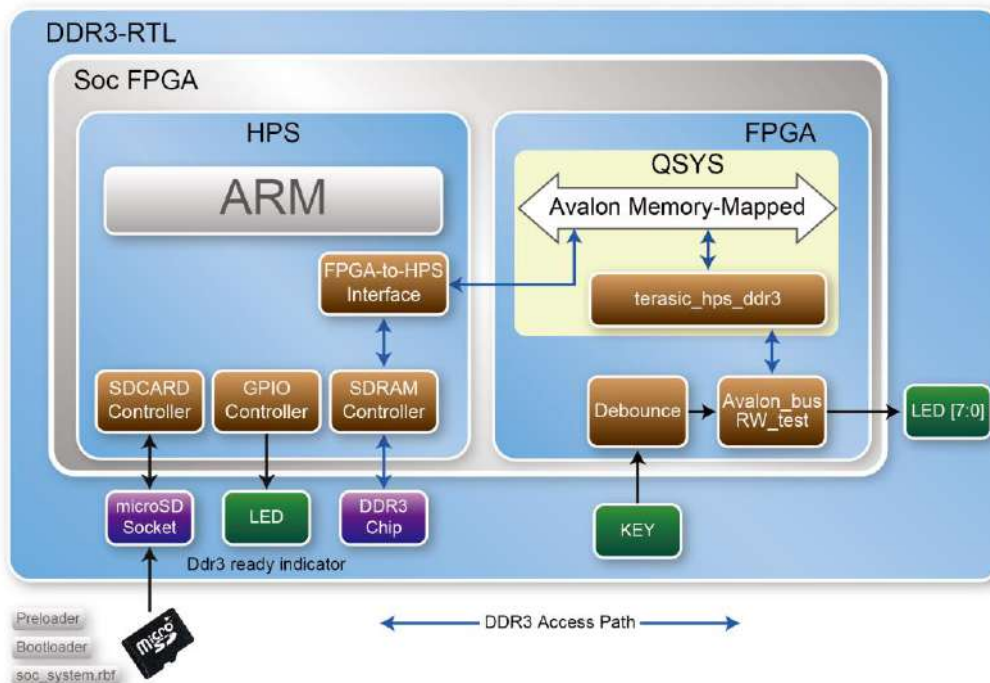 DDR3-RTL
Soc FPGA
HPS
FPGA
ARM
QSYS
Avalon Memory-Mapped
FPGA-to-HPS
Interface
terasic_hps_ddr3
SDCARD
Controller
GPIO
Controller
SDRAM
Controller
Debounce
Avalon_bus
RW_test
LED [7:0]
microSD
Socket
LED
DDR3
Chip
KEY
Ddr3 ready indicator
Preloader
Bootloader
soc_system.rbf
micro
SD
DDR3 Access Path